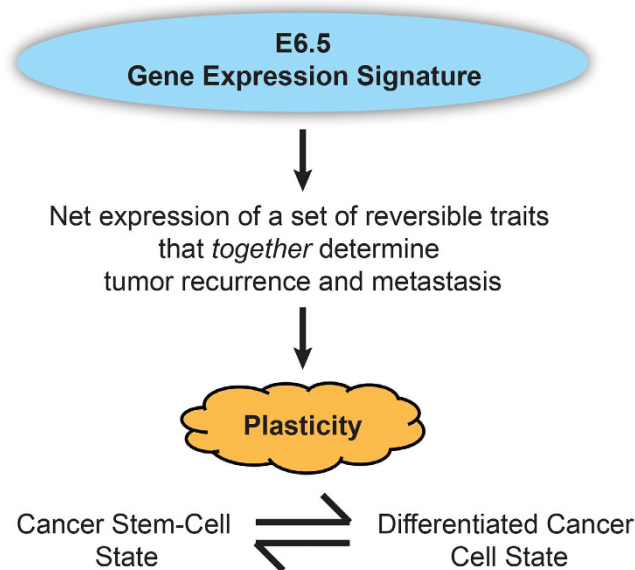 E6.5
Gene Expression Signature
Net expression of a set of reversible traits
that together determine
tumor recurrence and metastasis
Plasticity
Cancer Stem-Cell
State
Differentiated Cancer
Cell State